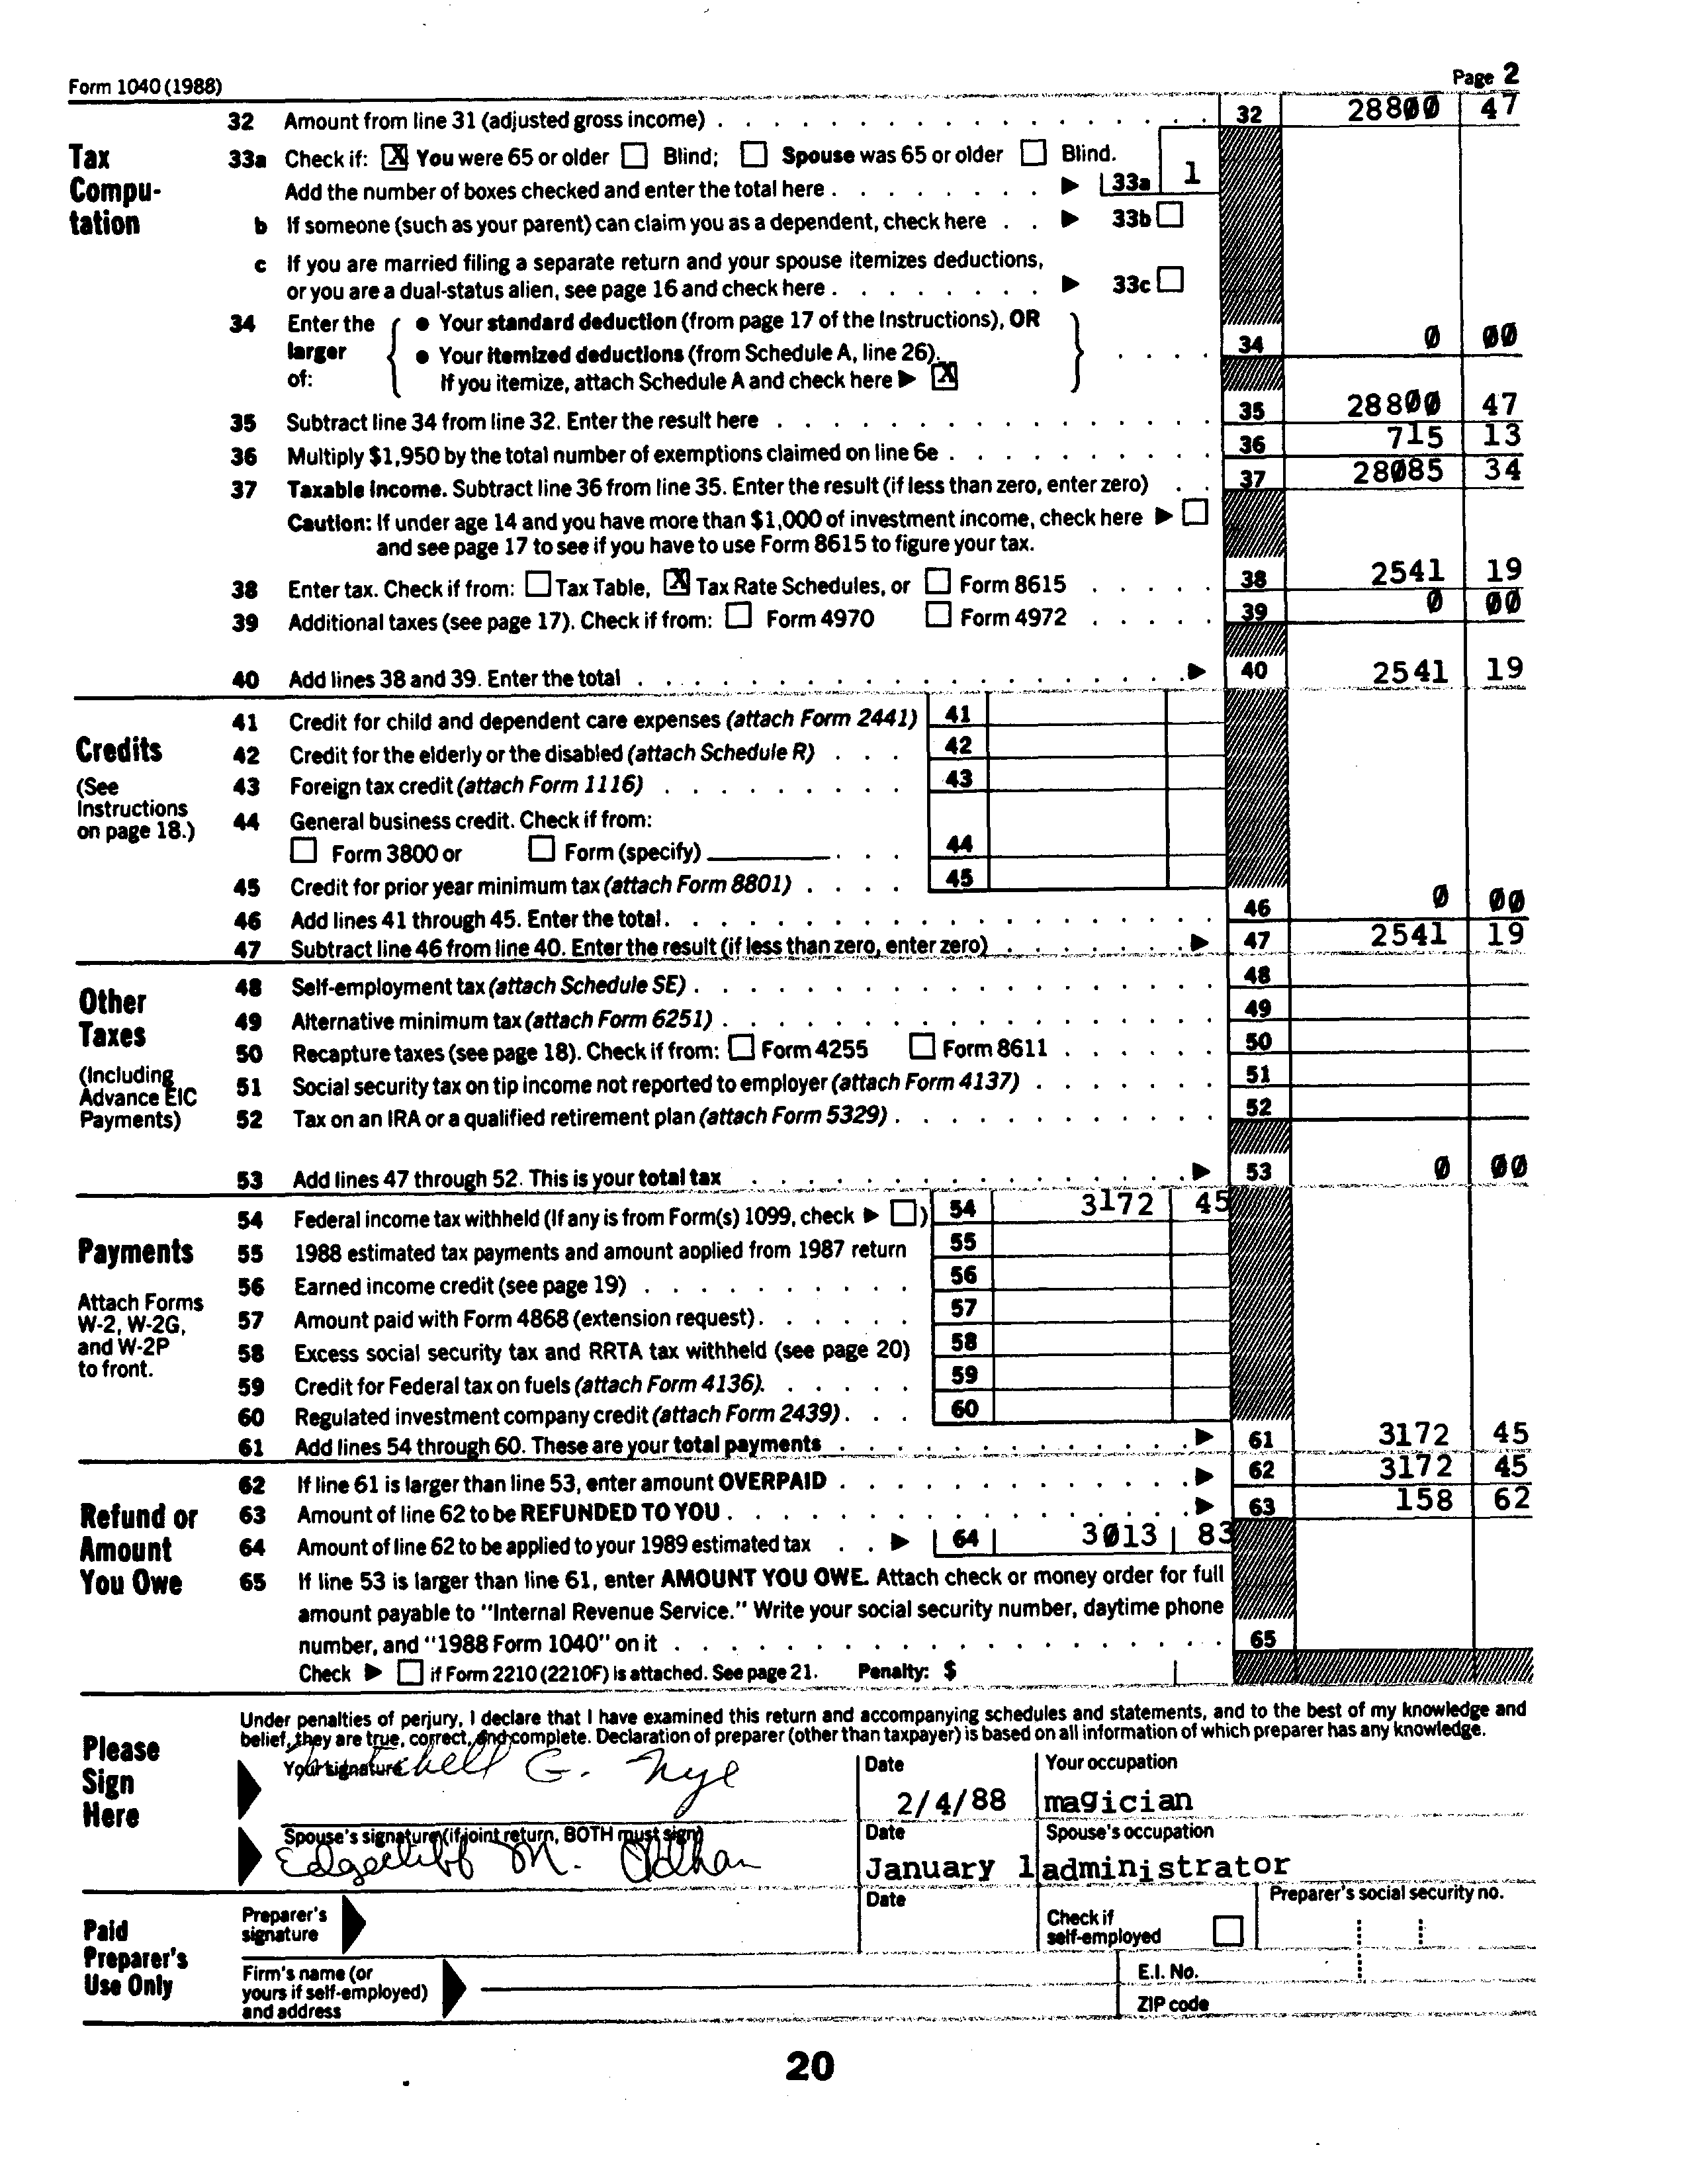 Form 1040 (1988) Page 2
32 Amount from line 31 (adjusted gross income) 32 28800 47
Tax Compu-tation
33a Check if: X You were 65 or older Blind; Spouse was 65 or older Blind.
Add the number of boxes checked and enter the total here 33a 1
b If someone (such as your parent) can claim you as a dependent, check here 33b
c If you are married filing a separate return and your spouse itemizes deductions,
or you are a dual-status alien, see page 16 and check here 33c
34 Enter the larger of:
● Your standard deduction (from page 17 of the Instructions), OR
● Your itemized deductions (from Schedule A, line 26).
If you itemize, attach Schedule A and check here X
34 0 00
35 Subtract line 34 from line 32. Enter the result here 35 28800 47
36 Multiply $1,950 by the total number of exemptions claimed on line 6e 36 715 13
37 Taxable income. Subtract line 36 from line 35. Enter the result (if less than zero, enter zero) 37 28085 34
Caution: If under age 14 and you have more than $1,000 of investment income, check here
and see page 17 to see if you have to use Form 8615 to figure your tax.
38 Enter tax. Check if from: Tax Table, X Tax Rate Schedules, or Form 8615 38 2541 19
39 Additional taxes (see page 17). Check if from: Form 4970 Form 4972 39 0 00
40 Add lines 38 and 39. Enter the total 40 2541 19
Credits
(See Instructions on page 18.)
41 Credit for child and dependent care expenses (attach Form 2441) 41
42 Credit for the elderly or the disabled (attach Schedule R) 42
43 Foreign tax credit (attach Form 1116) 43
44 General business credit. Check if from:
Form 3800 or Form (specify) 44
45 Credit for prior year minimum tax (attach Form 8801) 45
46 Add lines 41 through 45. Enter the total 46 0 00
47 Subtract line 46 from line 40. Enter the result (if less than zero, enter zero) 47 2541 19
Other Taxes
(Including Advance EIC Payments)
48 Self-employment tax (attach Schedule SE) 48
49 Alternative minimum tax (attach Form 6251) 49
50 Recapture taxes (see page 18). Check if from: Form 4255 Form 8611 50
51 Social security tax on tip income not reported to employer (attach Form 4137) 51
52 Tax on an IRA or a qualified retirement plan (attach Form 5329) 52
53 Add lines 47 through 52. This is your total tax 53 0 00
Payments
Attach Forms W-2, W-2G, and W-2P to front.
54 Federal income tax withheld (If any is from Form(s) 1099, check ) 54 3172 45
55 1988 estimated tax payments and amount applied from 1987 return 55
56 Earned income credit (see page 19) 56
57 Amount paid with Form 4868 (extension request) 57
58 Excess social security tax and RRTA tax withheld (see page 20) 58
59 Credit for Federal tax on fuels (attach Form 4136). 59
60 Regulated investment company credit (attach Form 2439) 60
61 Add lines 54 through 60. These are your total payments 61 3172 45
Refund or Amount You Owe
62 If line 61 is larger than line 53, enter amount OVERPAID 62 3172 45
63 Amount of line 62 to be REFUNDED TO YOU 63 158 62
64 Amount of line 62 to be applied to your 1989 estimated tax 64 3013 83
65 If line 53 is larger than line 61, enter AMOUNT YOU OWE. Attach check or money order for full
amount payable to "Internal Revenue Service." Write your social security number, daytime phone
number, and "1988 Form 1040" on it 65
Check if Form 2210 (2210F) is attached. See page 21. Penalty: $
Please Sign Here
Under penalties of perjury, I declare that I have examined this return and accompanying schedules and statements, and to the best of my knowledge and
belief, they are true, correct, and complete. Declaration of preparer (other than taxpayer) is based on all information of which preparer has any knowledge.
Your signature Mitchell G. Nye Date 2/4/88 Your occupation magician
Spouse's signature (if joint return, BOTH must sign) Edgecliff M. Oldhan Date January 1 Spouse's occupation administrator
Paid Preparer's Use Only
Preparer's signature Date Check if self-employed Preparer's social security no.
Firm's name (or yours if self-employed) and address E.I. No.
ZIP code
20